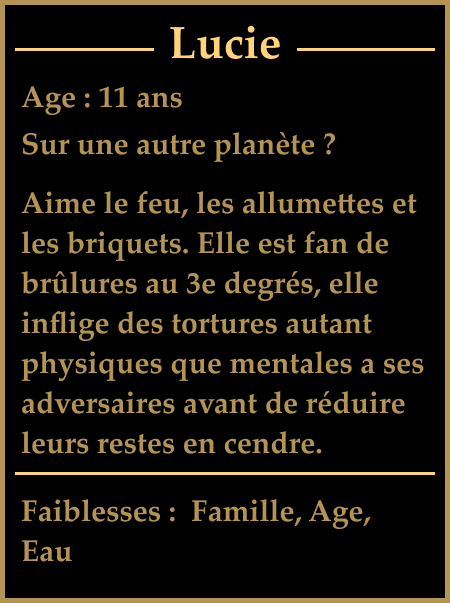 Lucie
Age : 11 ans
Sur une autre planète ?
Aime le feu, les allumettes et
les briquets. Elle est fan de
brûlures au 3e degrés, elle
inflige des tortures autant
physiques que mentales a ses
adversaires avant de réduire
leurs restes en cendre.
Faiblesses : Famille, Age,
Eau